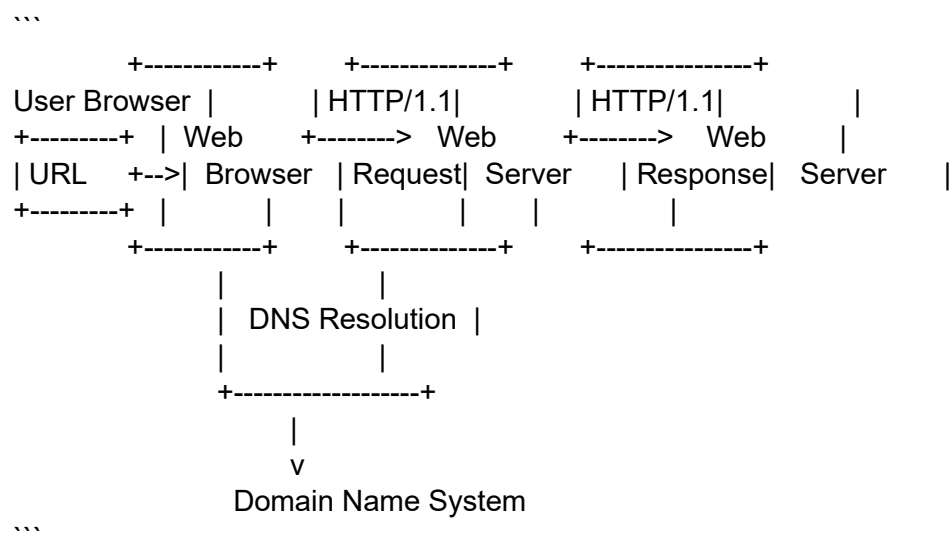 ```
+------------+ +--------------+ +----------------+
User Browser | | HTTP/1.1| | HTTP/1.1| |
+---------+ | Web +--------> Web +--------> Web |
| URL +-->| Browser | Request| Server | Response| Server |
+---------+ | | | | | |
+------------+ +--------------+ +----------------+
| |
| DNS Resolution |
| |
+-------------------+
|
v
Domain Name System
```